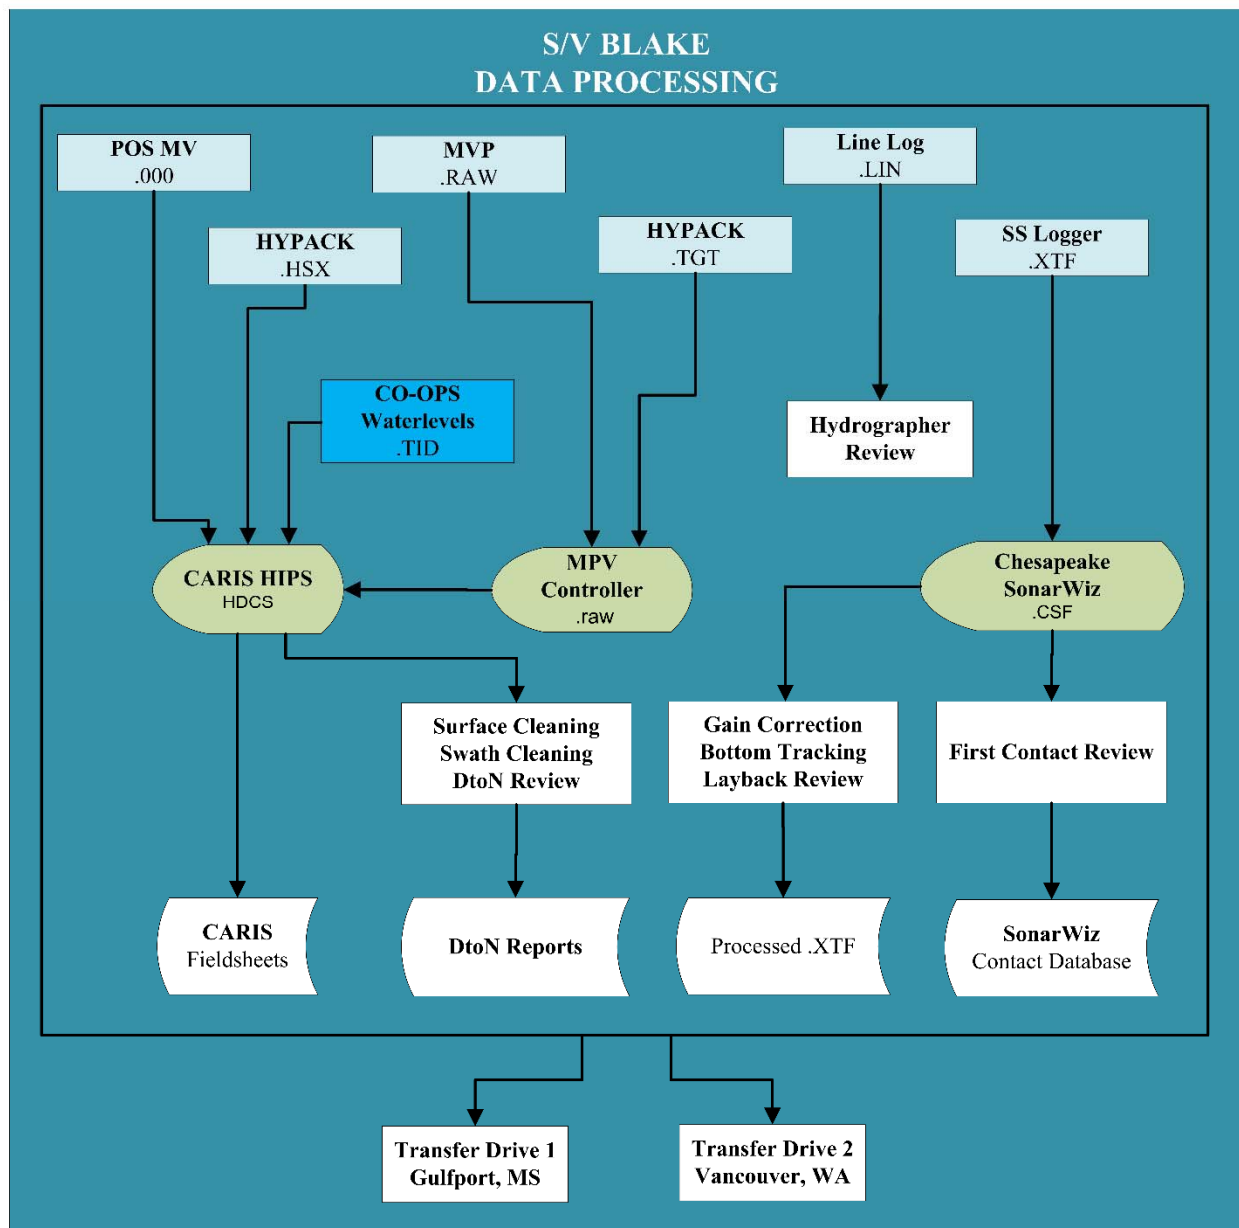 S/V BLAKE
DATA PROCESSING
POS MV
.000
MVP
.RAW
Line Log
.LIN
HYPACK
.HSX
HYPACK
.TGT
SS Logger
.XTF
CO-OPS
Waterlevels
.TID
Hydrographer
Review
CARIS HIPS
HDCS
MPV
Controller
.raw
Chesapeake
SonarWiz
.CSF
Surface Cleaning
Swath Cleaning
DtoN Review
Gain Correction
Bottom Tracking
Layback Review
First Contact Review
CARIS
Fieldsheets
DtoN Reports
Processed .XTF
SonarWiz
Contact Database
Transfer Drive 1
Gulfport, MS
Transfer Drive 2
Vancouver, WA